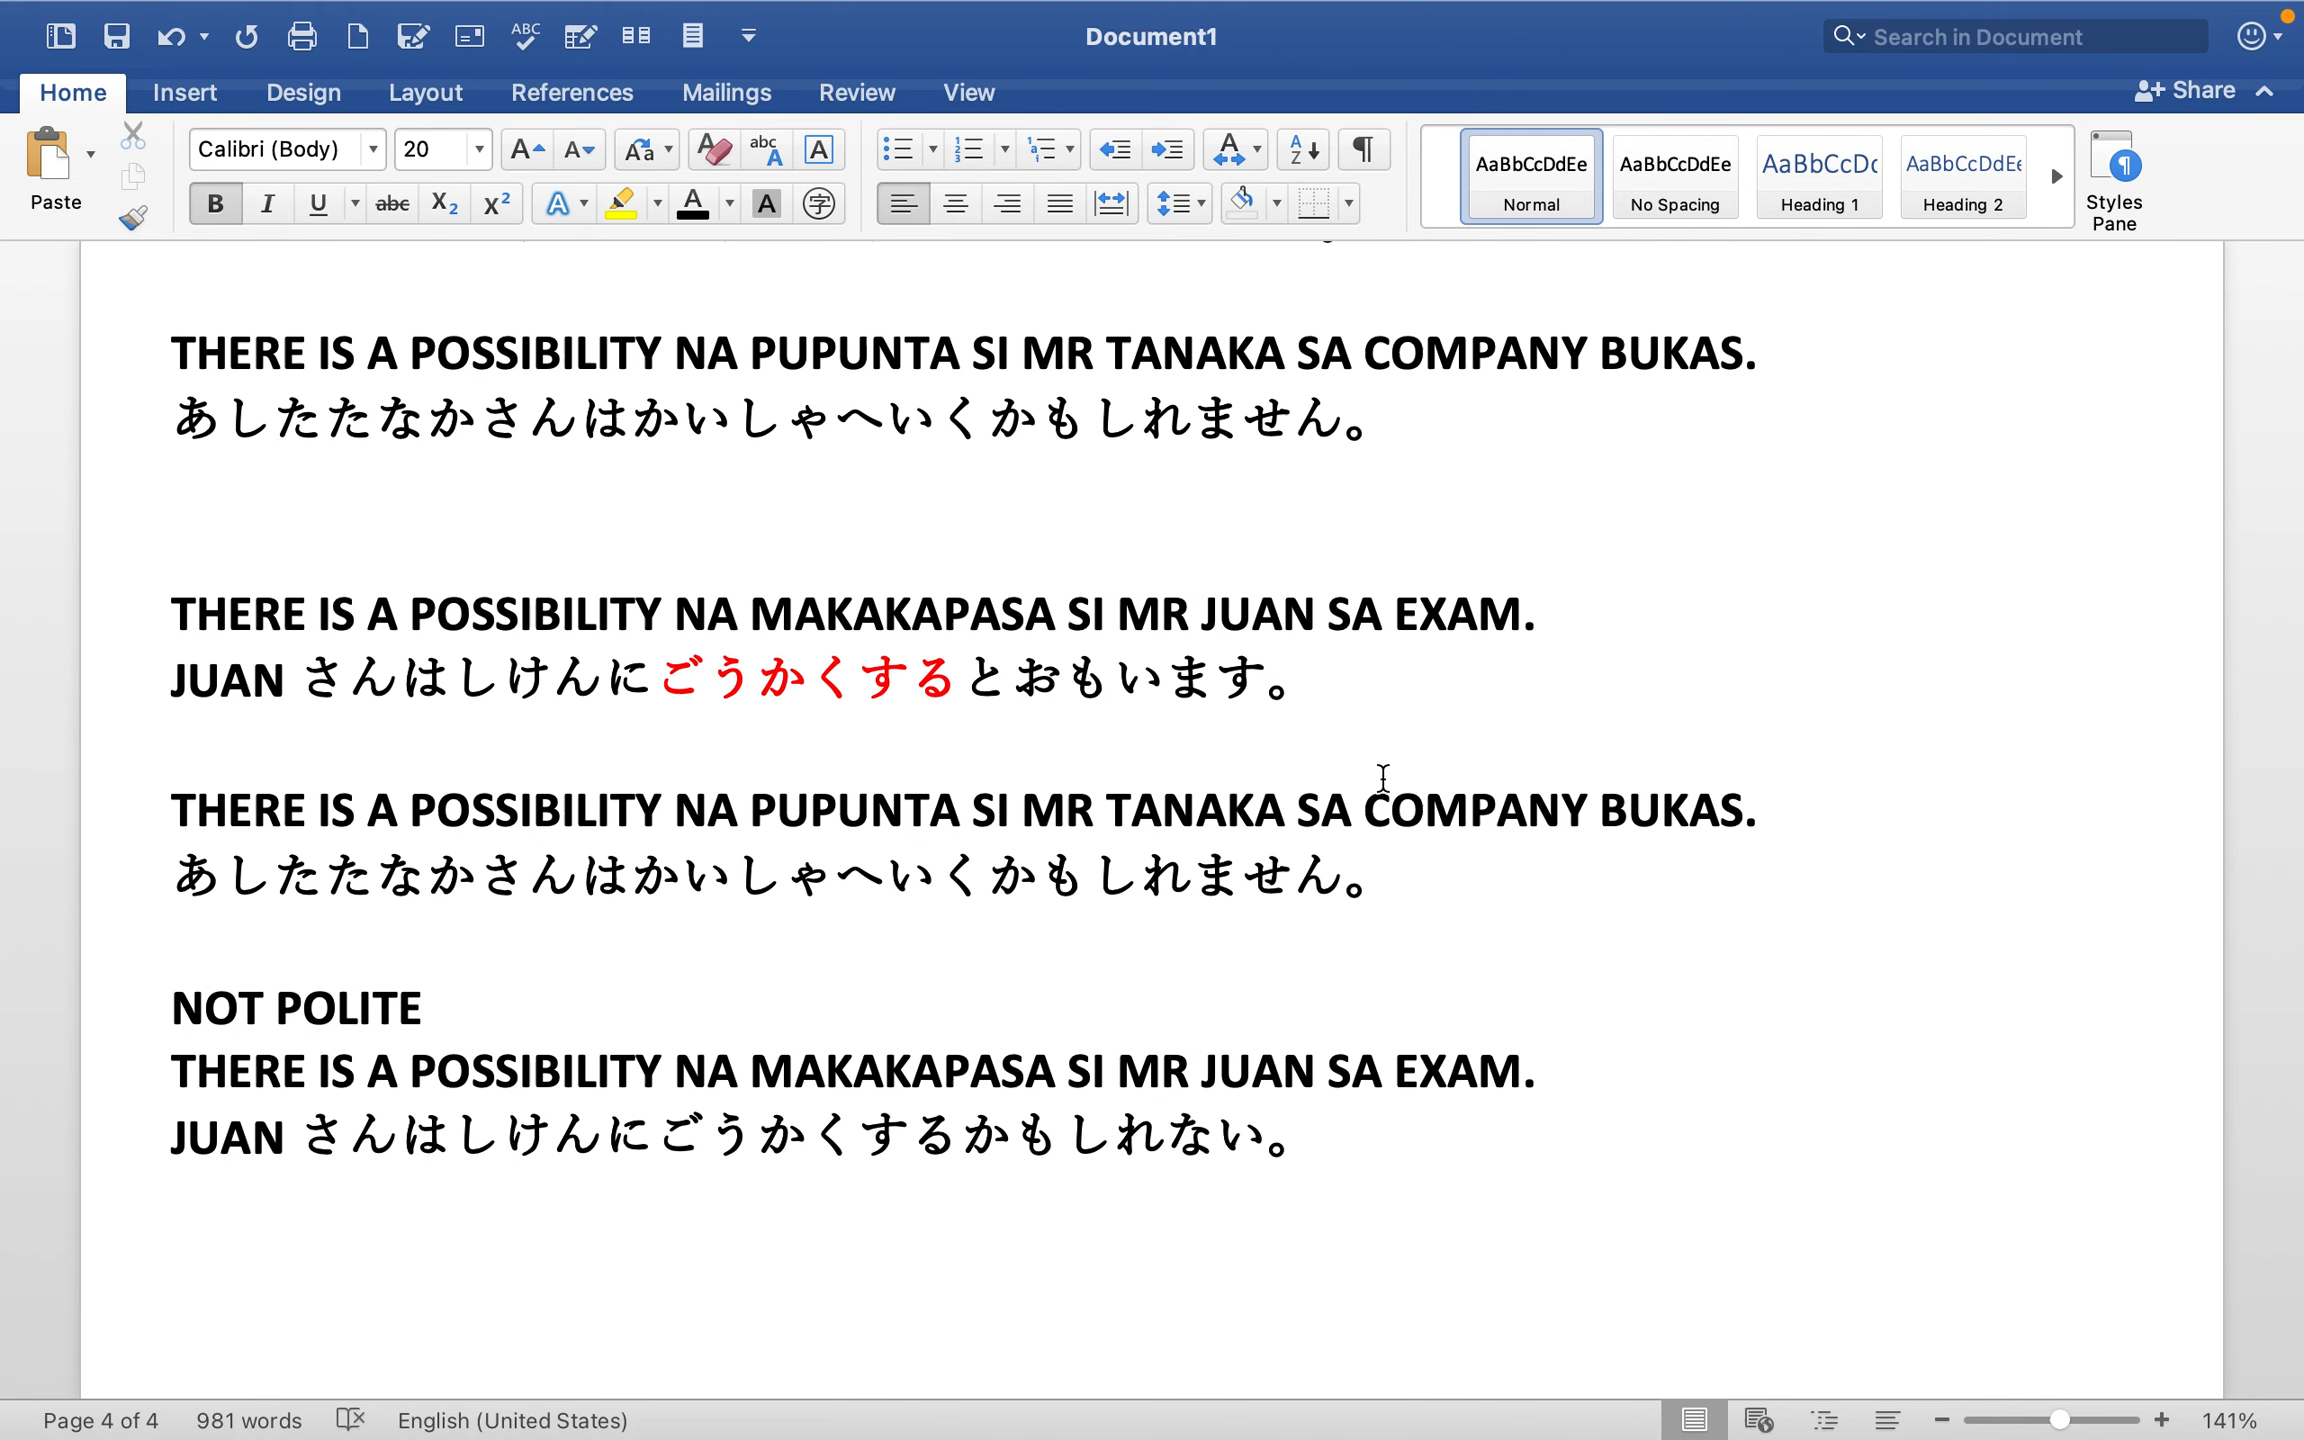 Document1
Search in Document
Home Insert Design Layout References Mailings Review View Share
Paste
Calibri (Body) 20
AaBbCcDdEe AaBbCcDdEe AaBbCcDc AaBbCcDdEe
Normal No Spacing Heading 1 Heading 2
Styles Pane
THERE IS A POSSIBILITY NA PUPUNTA SI MR TANAKA SA COMPANY BUKAS.
あしたたなかさんはかいしゃへいくかもしれません。
THERE IS A POSSIBILITY NA MAKAKAPASA SI MR JUAN SA EXAM.
JUAN さんはしけんにごうかくするとおもいます。
THERE IS A POSSIBILITY NA PUPUNTA SI MR TANAKA SA COMPANY BUKAS.
あしたたなかさんはかいしゃへいくかもしれません。
NOT POLITE
THERE IS A POSSIBILITY NA MAKAKAPASA SI MR JUAN SA EXAM.
JUAN さんはしけんにごうかくするかもしれない。
Page 4 of 4 981 words English (United States) 141%